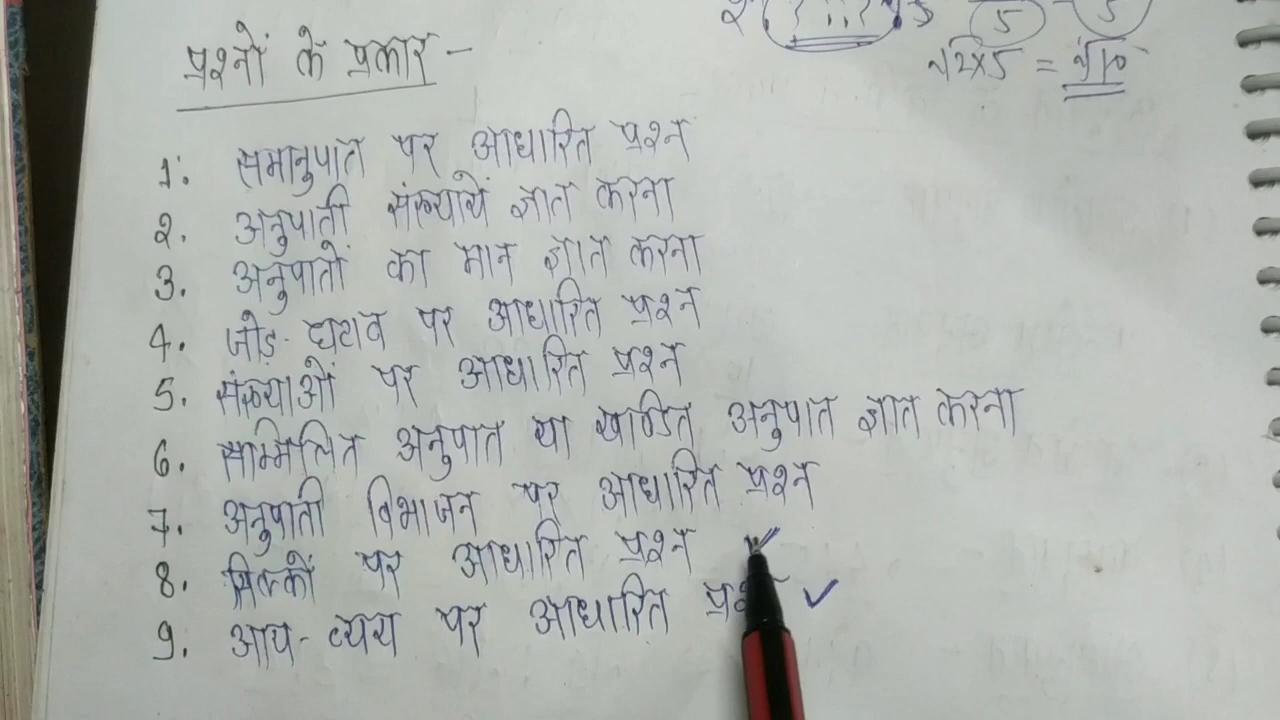 5 5
√2×5 = √10
प्रश्नों के प्रकार -
1. समानुपात पर आधारित प्रश्न
2. अनुपाती संख्यायें ज्ञात करना
3. अनुपातों का मान ज्ञात करना
4. जोड़-घटाव पर आधारित प्रश्न
5. संख्याओं पर आधारित प्रश्न
6. सम्मिलित अनुपात या खण्डित अनुपात ज्ञात करना
7. अनुपाती विभाजन पर आधारित प्रश्न
8. सिक्कों पर आधारित प्रश्न
9. आय-व्यय पर आधारित